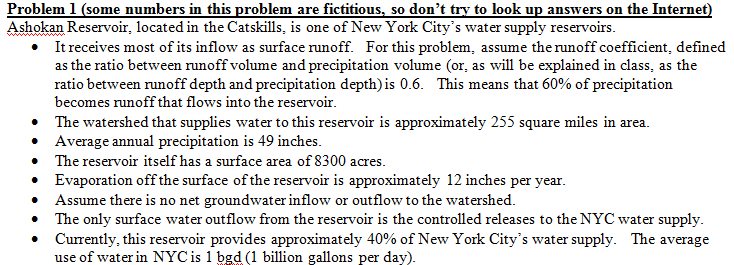 Problem 1 (some numbers in this problem are fictitious, so don't try to look up answers on the Internet)
Ashokan Reservoir, located in the Catskills, is one of New York City's water supply reservoirs.
• It receives most of its inflow as surface runoff. For this problem, assume the runoff coefficient, defined
as the ratio between runoff volume and precipitation volume (or, as will be explained in class, as the
ratio between runoff depth and precipitation depth) is 0.6. This means that 60% of precipitation
becomes runoff that flows into the reservoir.
• The watershed that supplies water to this reservoir is approximately 255 square miles in area.
• Average annual precipitation is 49 inches.
• The reservoir itself has a surface area of 8300 acres.
• Evaporation off the surface of the reservoir is approximately 12 inches per year.
• Assume there is no net groundwater inflow or outflow to the watershed.
• The only surface water outflow from the reservoir is the controlled releases to the NYC water supply.
• Currently, this reservoir provides approximately 40% of New York City's water supply. The average
use of water in NYC is 1 bgd (1 billion gallons per day).